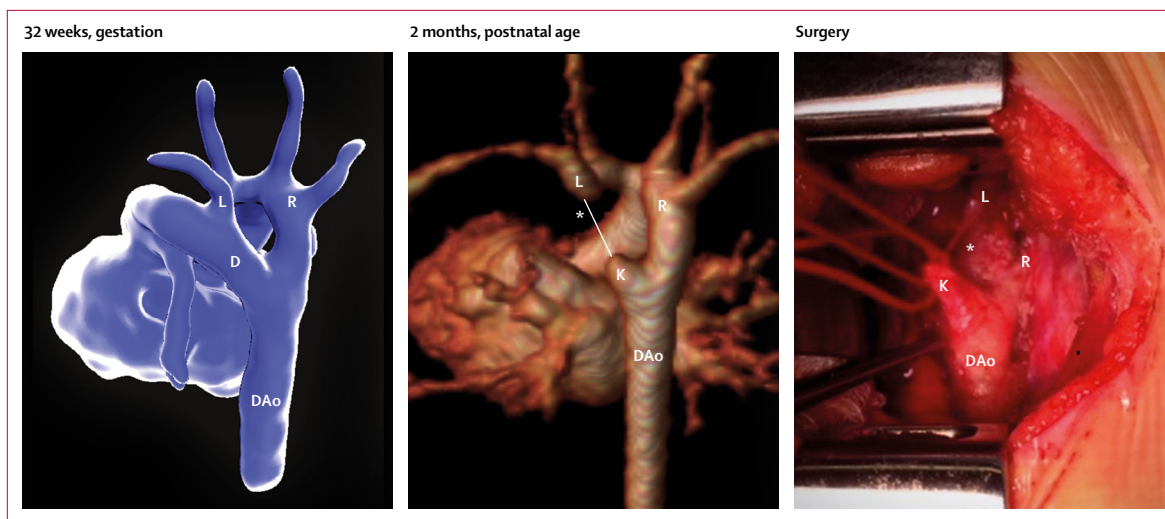 32 weeks, gestation
2 months, postnatal age
Surgery
L
R
D
DAo
L
*
R
K
DAo
L
*
R
K
DAo